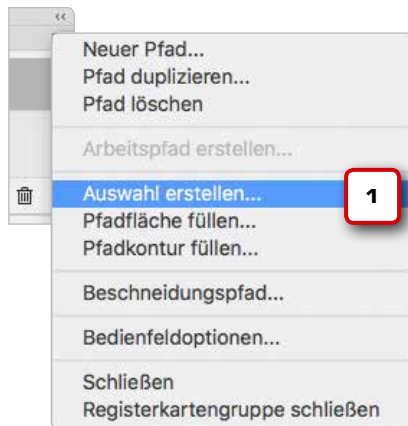 Neuer Pfad...
Pfad duplizieren...
Pfad löschen
Arbeitspfad erstellen...
Auswahl erstellen...
1
Pfadfläche füllen...
Pfadkontur füllen...
Beschneidungspfad...
Bedienfeldoptionen...
Schließen
Registerkartengruppe schließen